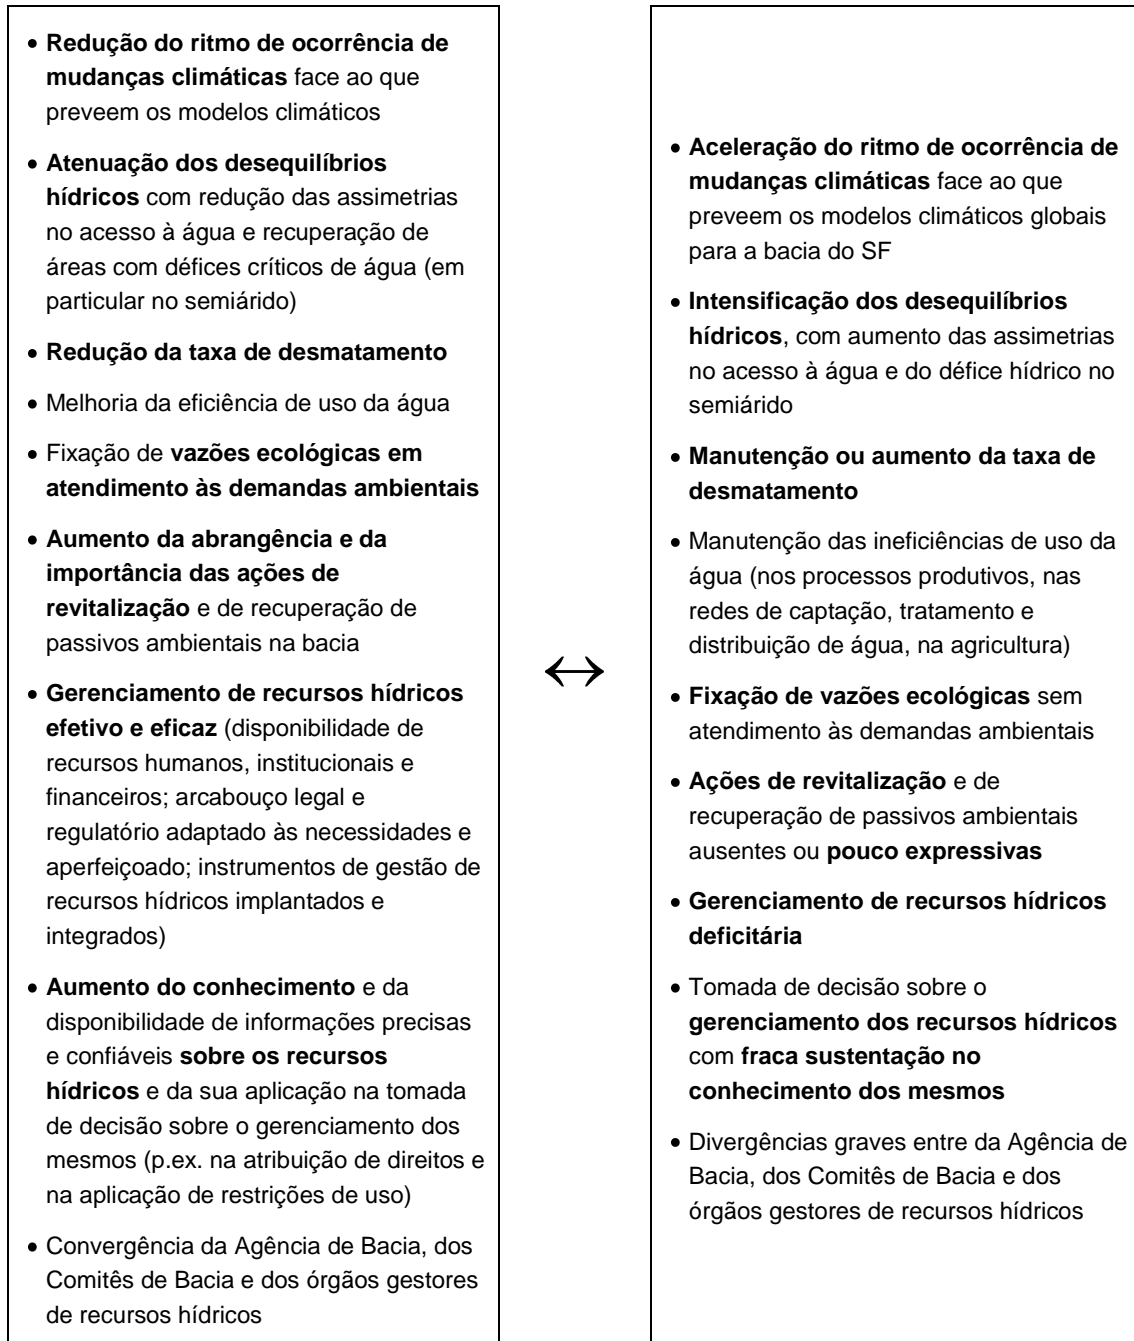 • Redução do ritmo de ocorrência de
mudanças climáticas face ao que
preveem os modelos climáticos
• Atenuação dos desequilíbrios
hídricos com redução das assimetrias
no acesso à água e recuperação de
áreas com défices críticos de água (em
particular no semiárido)
• Redução da taxa de desmatamento
• Melhoria da eficiência de uso da água
• Fixação de vazões ecológicas em
atendimento às demandas ambientais
• Aumento da abrangência e da
importância das ações de
revitalização e de recuperação de
passivos ambientais na bacia
• Gerenciamento de recursos hídricos
efetivo e eficaz (disponibilidade de
recursos humanos, institucionais e
financeiros; arcabouço legal e
regulatório adaptado às necessidades e
aperfeiçoado; instrumentos de gestão de
recursos hídricos implantados e
integrados)
• Aumento do conhecimento e da
disponibilidade de informações precisas
e confiáveis sobre os recursos
hídricos e da sua aplicação na tomada
de decisão sobre o gerenciamento dos
mesmos (p.ex. na atribuição de direitos e
na aplicação de restrições de uso)
• Convergência da Agência de Bacia, dos
Comitês de Bacia e dos órgãos gestores
de recursos hídricos
↔
• Aceleração do ritmo de ocorrência de
mudanças climáticas face ao que
preveem os modelos climáticos globais
para a bacia do SF
• Intensificação dos desequilíbrios
hídricos, com aumento das assimetrias
no acesso à água e do défice hídrico no
semiárido
• Manutenção ou aumento da taxa de
desmatamento
• Manutenção das ineficiências de uso da
água (nos processos produtivos, nas
redes de captação, tratamento e
distribuição de água, na agricultura)
• Fixação de vazões ecológicas sem
atendimento às demandas ambientais
• Ações de revitalização e de
recuperação de passivos ambientais
ausentes ou pouco expressivas
• Gerenciamento de recursos hídricos
deficitária
• Tomada de decisão sobre o
gerenciamento dos recursos hídricos
com fraca sustentação no
conhecimento dos mesmos
• Divergências graves entre da Agência de
Bacia, dos Comitês de Bacia e dos
órgãos gestores de recursos hídricos